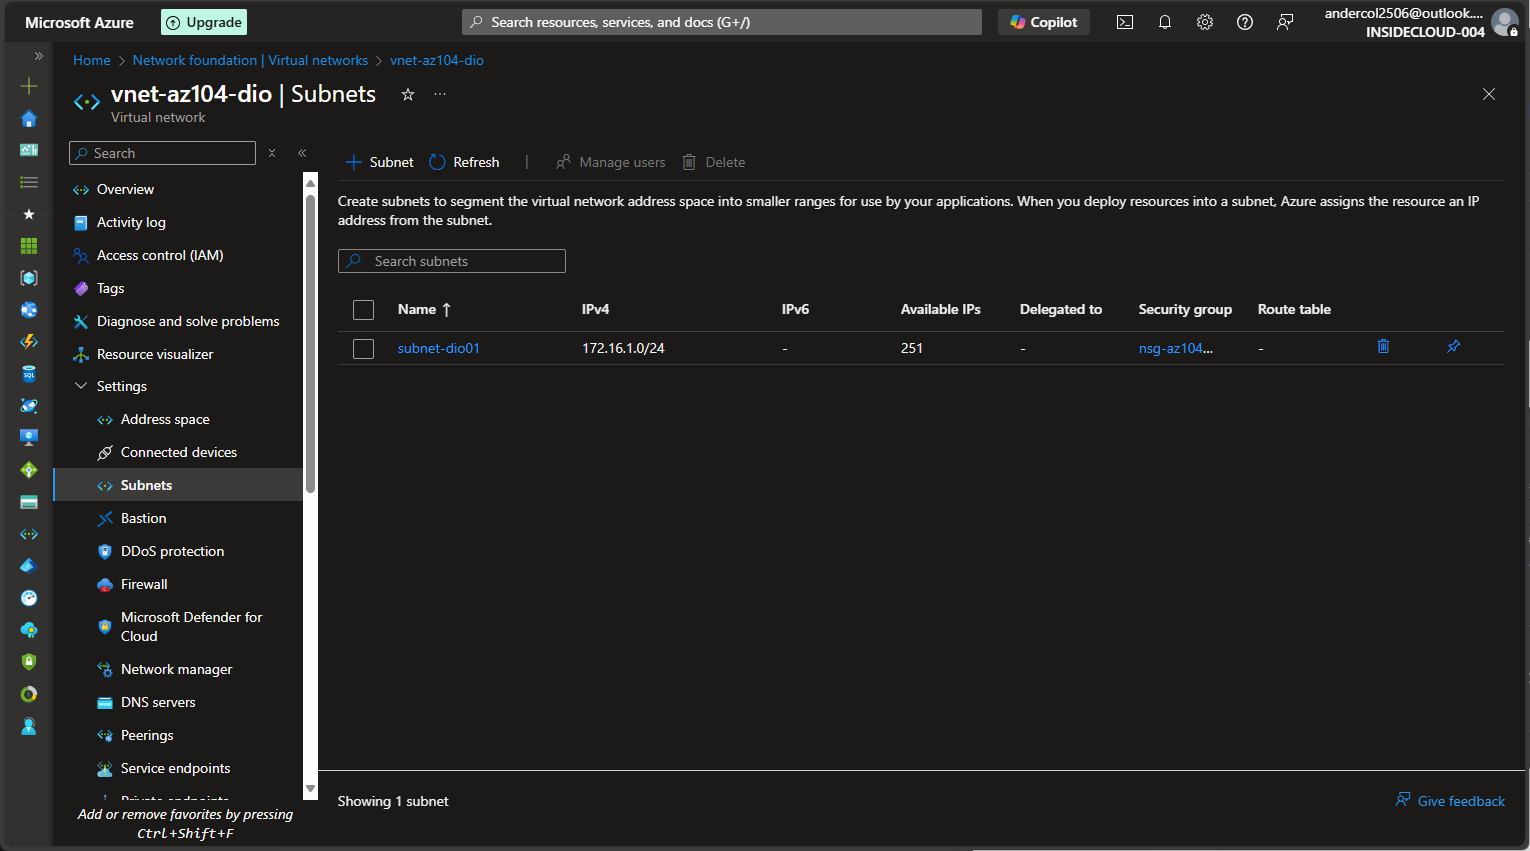 Microsoft Azure
Upgrade
Search resources, services, and docs (G+/)
Copilot
andercol2506@outlook....
INSIDECLOUD-004
Home > Network foundation | Virtual networks > vnet-az104-dio
vnet-az104-dio | Subnets
Virtual network
Search
Overview
Activity log
Access control (IAM)
Tags
Diagnose and solve problems
Resource visualizer
Settings
Address space
Connected devices
Subnets
Bastion
DDoS protection
Firewall
Microsoft Defender for
Cloud
Network manager
DNS servers
Peerings
Service endpoints
Private endpoints
Add or remove favorites by pressing
Ctrl+Shift+F
Subnet
Refresh
Manage users
Delete
Create subnets to segment the virtual network address space into smaller ranges for use by your applications. When you deploy resources into a subnet, Azure assigns the resource an IP
address from the subnet.
Search subnets
Name ↑ IPv4 IPv6 Available IPs Delegated to Security group Route table
subnet-dio01 172.16.1.0/24 - 251 - nsg-az104... -
Showing 1 subnet
Give feedback